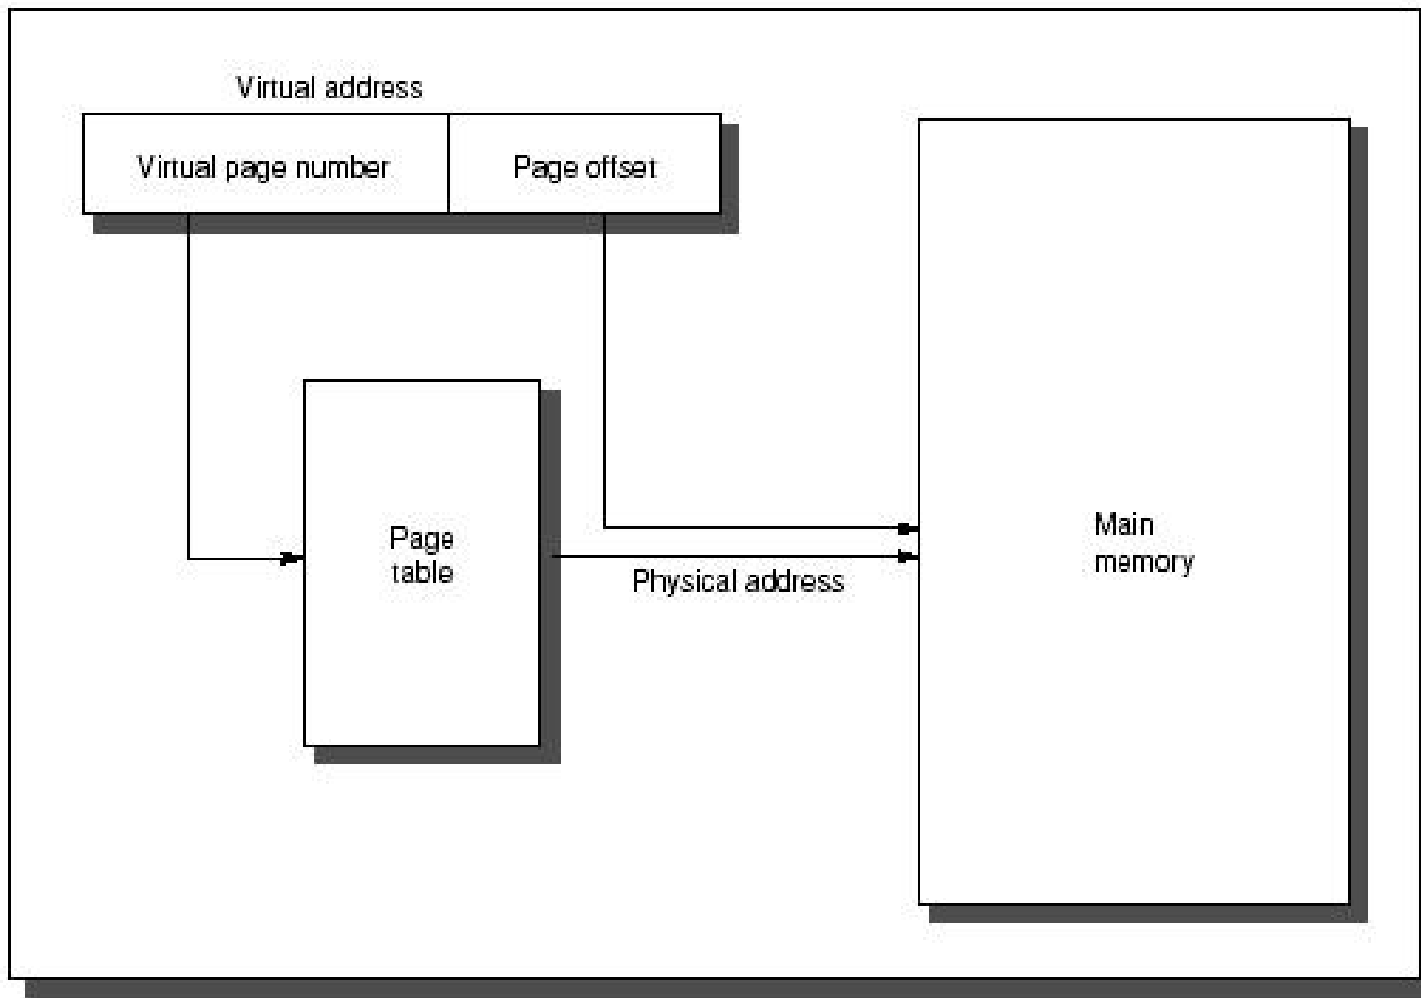 Virtual address
Virtual page number
Page offset
Page
table
Physical address
Main
memory